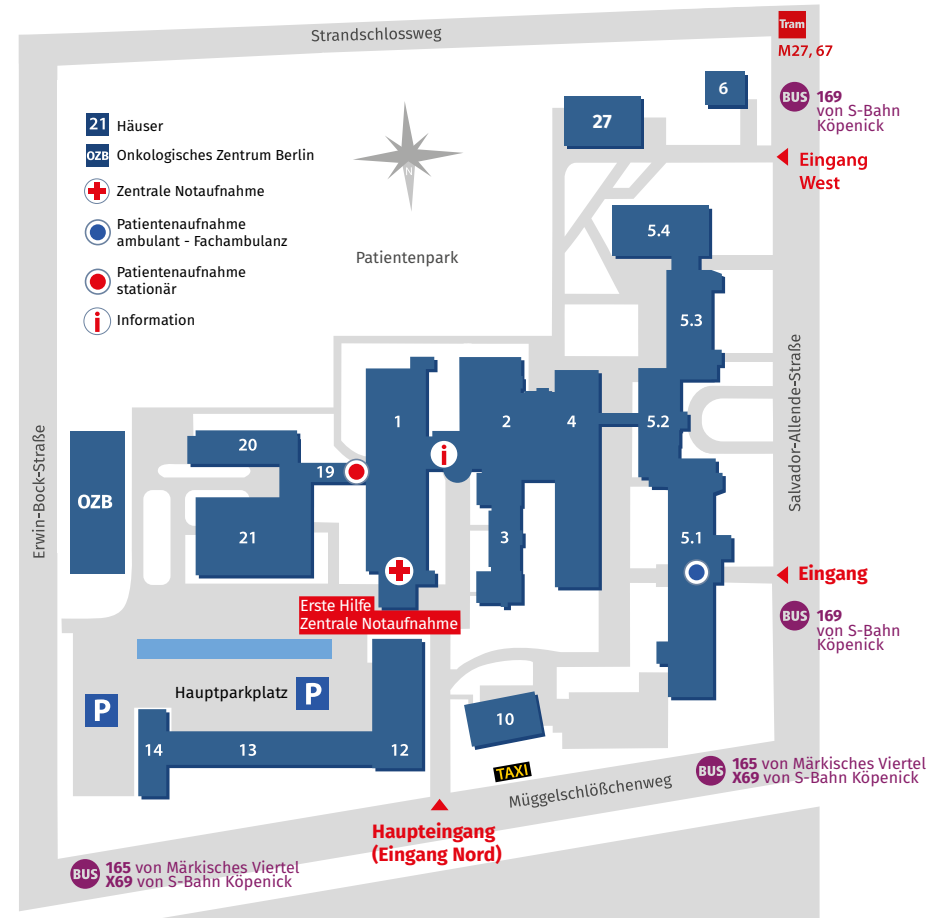 Strandschlossweg
Tram
M27, 67
BUS 169
von S-Bahn
Köpenick
6
27
21 Häuser
OZB Onkologisches Zentrum Berlin
Zentrale Notaufnahme
Patientenaufnahme
ambulant - Fachambulanz
Patientenaufnahme
stationär
i Information
N
Eingang
West
Patientenpark
5.4
5.3
Salvador-Allende-Straße
Erwin-Bock-Straße
1
2
4
5.2
20
i
19
OZB
21
3
5.1
Eingang
Erste Hilfe
Zentrale Notaufnahme
BUS 169
von S-Bahn
Köpenick
Hauptparkplatz P
P
10
14
13
12
TAXI
Müggelschlößchenweg
BUS 165 von Märkisches Viertel
X69 von S-Bahn Köpenick
Haupteingang
(Eingang Nord)
BUS 165 von Märkisches Viertel
X69 von S-Bahn Köpenick